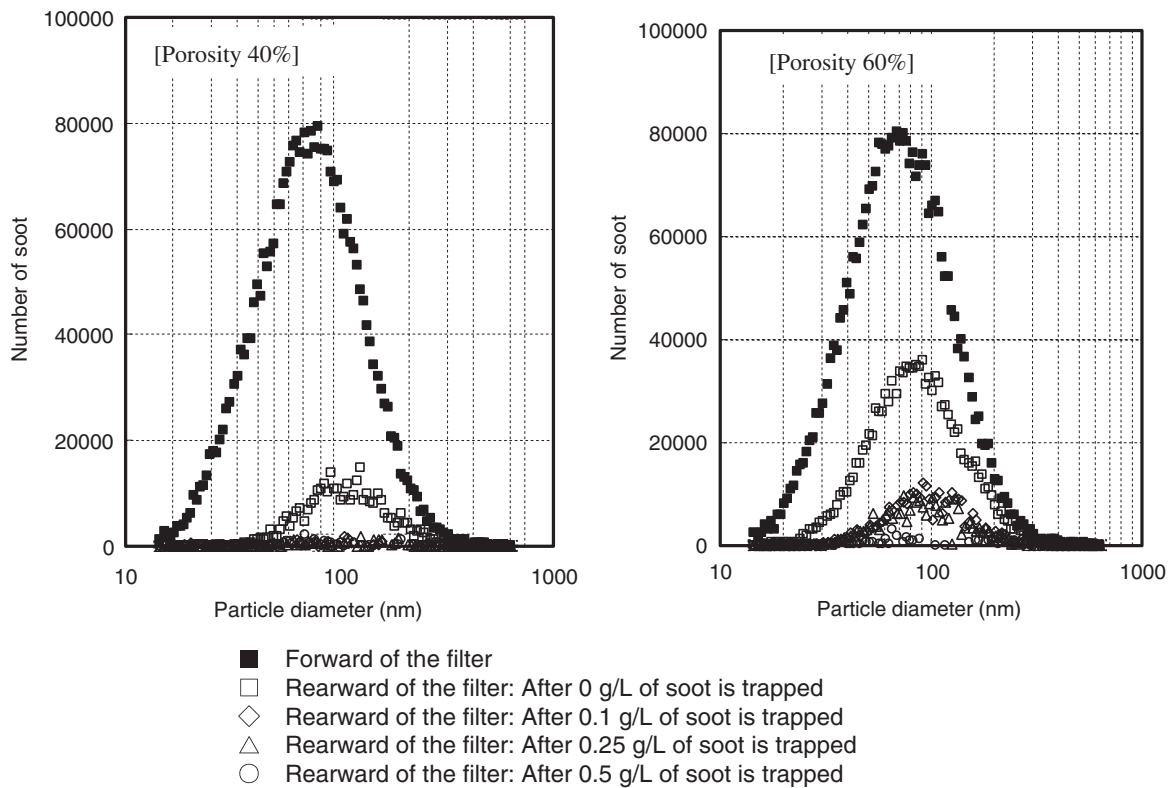 100000
[Porosity 40%]
80000
60000
40000
20000
0
10
100
1000
Number of soot
Particle diameter (nm)
100000
[Porosity 60%]
80000
60000
40000
20000
0
10
100
1000
Number of soot
Particle diameter (nm)
Forward of the filter
Rearward of the filter: After 0 g/L of soot is trapped
Rearward of the filter: After 0.1 g/L of soot is trapped
Rearward of the filter: After 0.25 g/L of soot is trapped
Rearward of the filter: After 0.5 g/L of soot is trapped